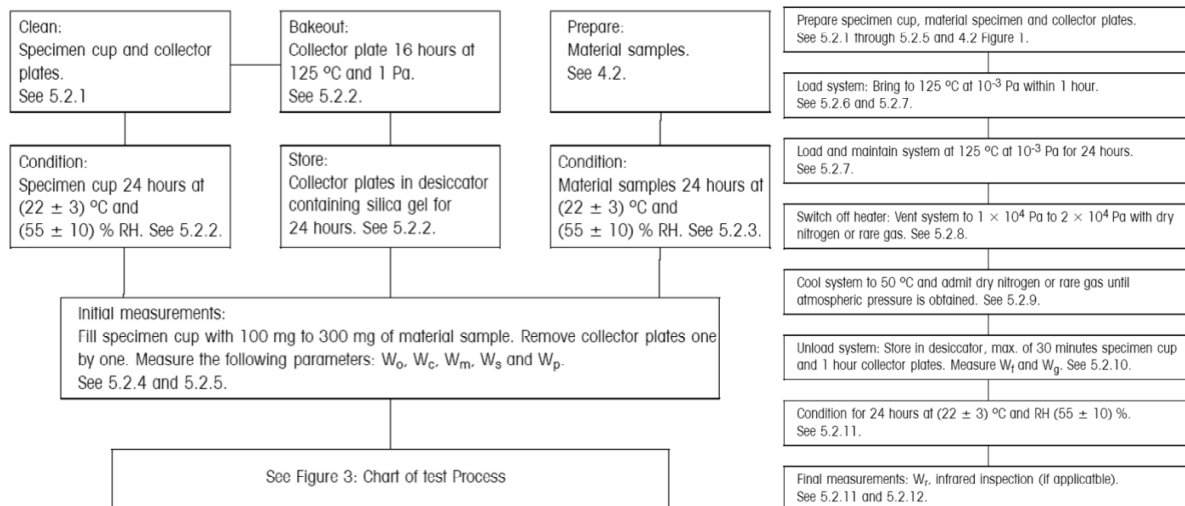 Clean:
Specimen cup and collector
plates.
See 5.2.1
Bakeout:
Collector plate 16 hours at
125 ºC and 1 Pa.
See 5.2.2.
Prepare:
Material samples.
See 4.2.
Condition:
Specimen cup 24 hours at
(22 ± 3) ºC and
(55 ± 10) % RH. See 5.2.2.
Store:
Collector plates in desiccator
containing silica gel for
24 hours. See 5.2.2.
Condition:
Material samples 24 hours at
(22 ± 3) ºC and
(55 ± 10) % RH. See 5.2.3.
Initial measurements:
Fill specimen cup with 100 mg to 300 mg of material sample. Remove collector plates one
by one. Measure the following parameters: Wo, Wc, Wm, Ws and Wp.
See 5.2.4 and 5.2.5.
See Figure 3: Chart of test Process
Prepare specimen cup, material specimen and collector plates.
See 5.2.1 through 5.2.5 and 4.2 Figure 1.
Load system: Bring to 125 ºC at 10⁻³ Pa within 1 hour.
See 5.2.6 and 5.2.7.
Load and maintain system at 125 ºC at 10⁻³ Pa for 24 hours.
See 5.2.7.
Switch off heater: Vent system to 1 × 10⁴ Pa to 2 × 10⁴ Pa with dry
nitrogen or rare gas. See 5.2.8.
Cool system to 50 ºC and admit dry nitrogen or rare gas until
atmospheric pressure is obtained. See 5.2.9.
Unload system: Store in desiccator, max. of 30 minutes specimen cup
and 1 hour collector plates. Measure Wf and Wg. See 5.2.10.
Condition for 24 hours at (22 ± 3) ºC and RH (55 ± 10) %.
See 5.2.11.
Final measurements: Wr, infrared inspection (if applicatble).
See 5.2.11 and 5.2.12.